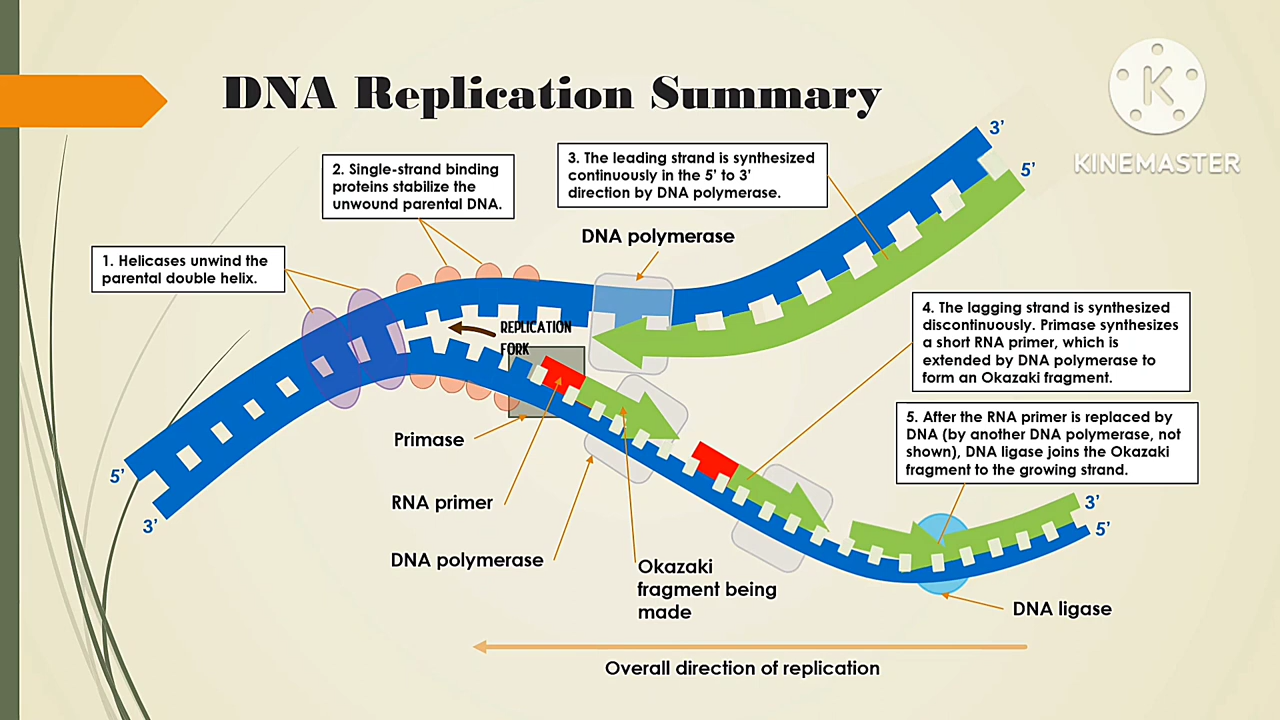 DNA Replication Summary
K
KINEMASTER
3’
5’
2. Single-strand binding
proteins stabilize the
unwound parental DNA.
3. The leading strand is synthesized
continuously in the 5’ to 3’
direction by DNA polymerase.
DNA polymerase
1. Helicases unwind the
parental double helix.
REPLICATION
FORK
4. The lagging strand is synthesized
discontinuously. Primase synthesizes
a short RNA primer, which is
extended by DNA polymerase to
form an Okazaki fragment.
5. After the RNA primer is replaced by
DNA (by another DNA polymerase, not
shown), DNA ligase joins the Okazaki
fragment to the growing strand.
Primase
5’
3’
RNA primer
3’
5’
DNA polymerase
Okazaki
fragment being
made
DNA ligase
Overall direction of replication